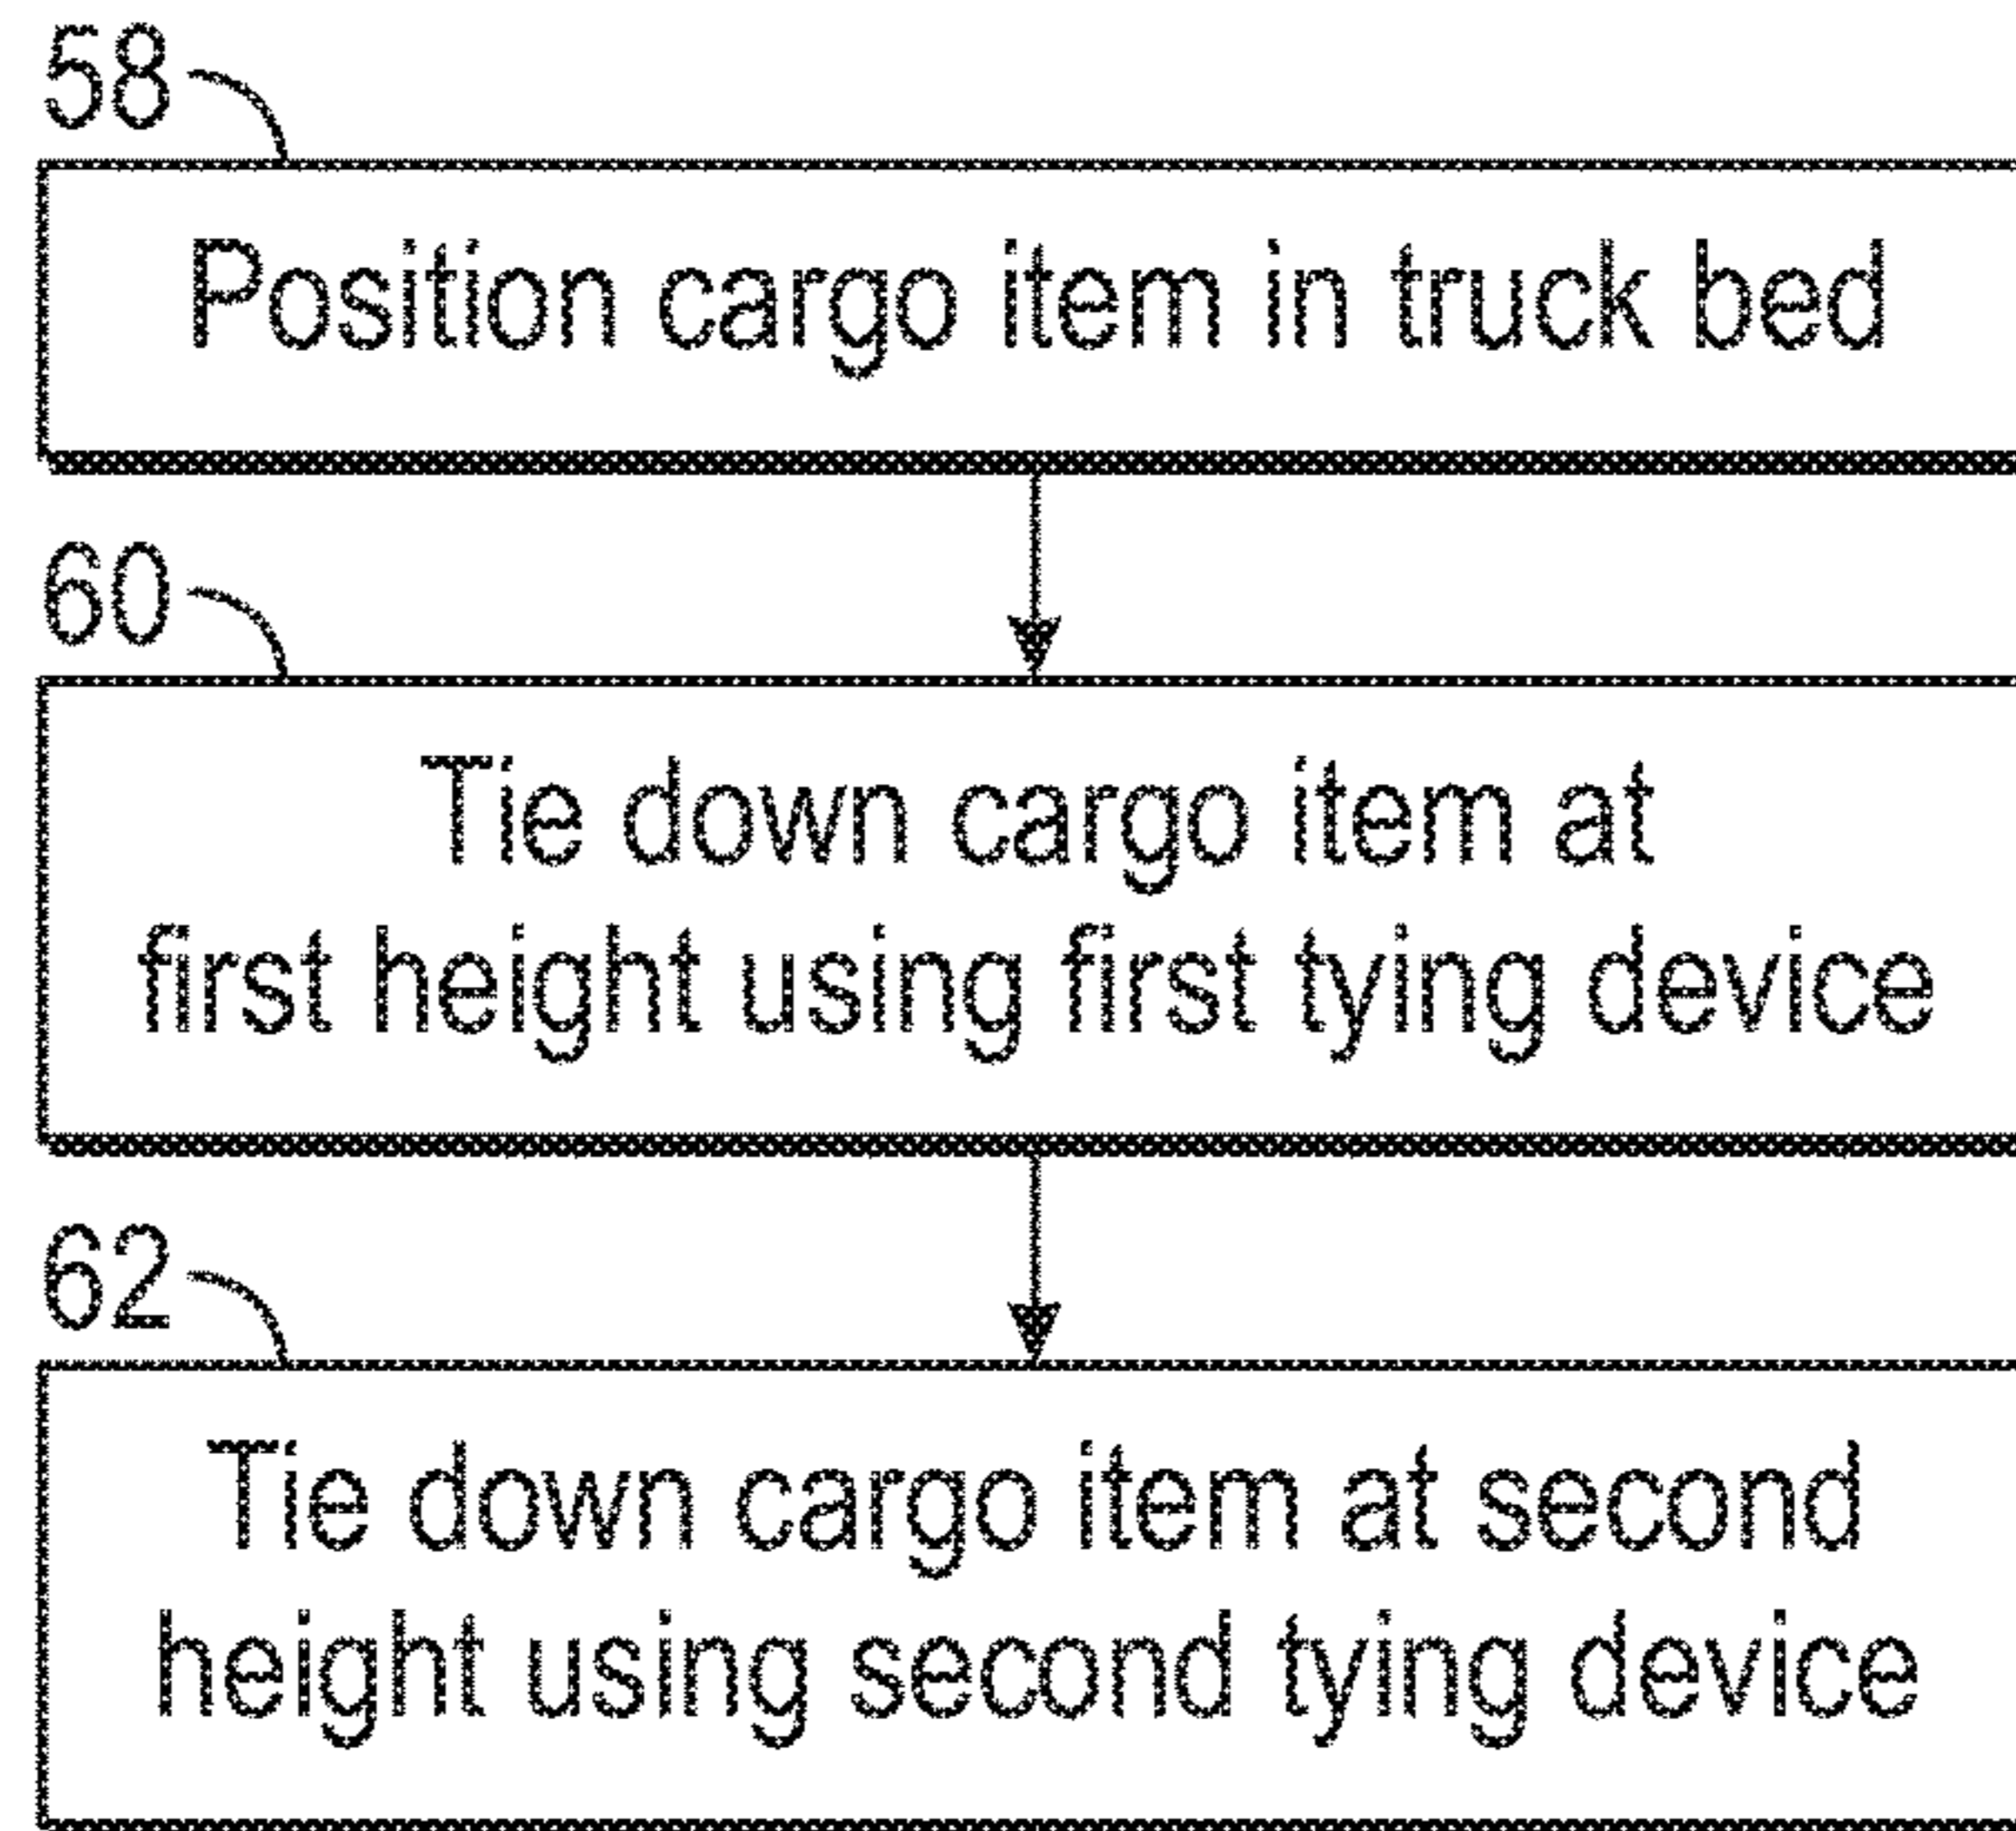 58
Position cargo item in truck bed
60
Tie down cargo item at
first height using first tying device
62
Tie down cargo item at second
height using second tying device